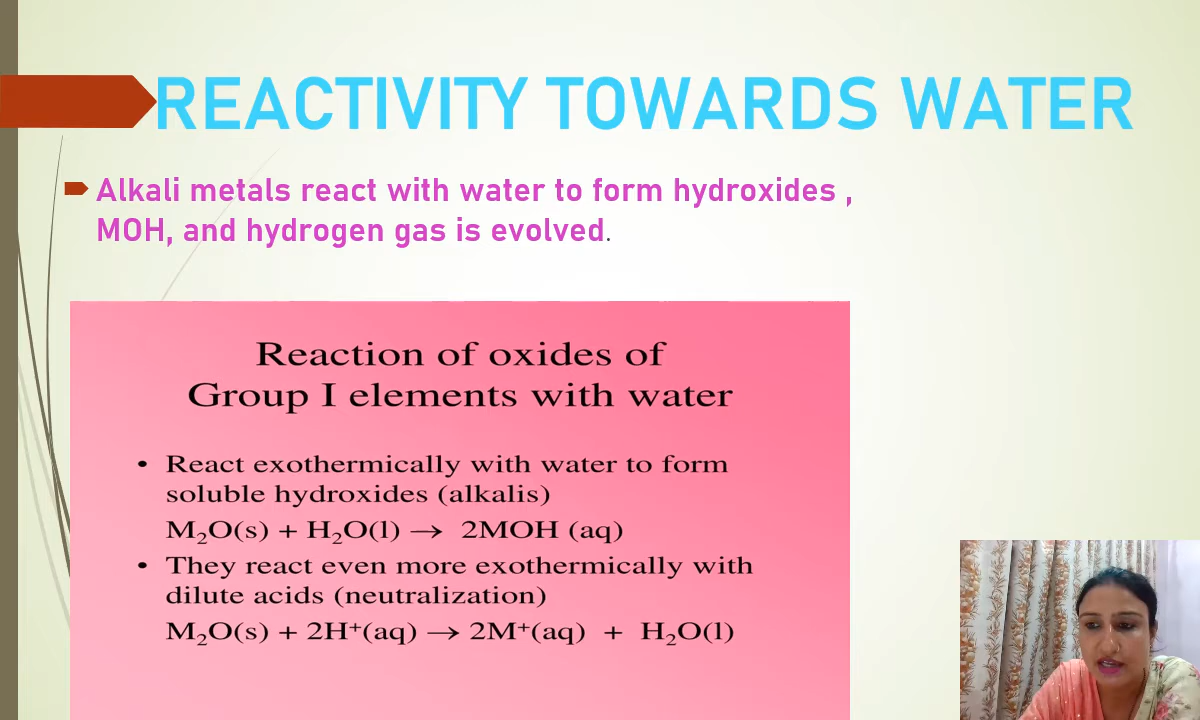 REACTIVITY TOWARDS WATER
Alkali metals react with water to form hydroxides ,
MOH, and hydrogen gas is evolved.
Reaction of oxides of
Group I elements with water
• React exothermically with water to form
soluble hydroxides (alkalis)
M₂O(s) + H₂O(l) → 2MOH (aq)
• They react even more exothermically with
dilute acids (neutralization)
M₂O(s) + 2H⁺(aq) → 2M⁺(aq) + H₂O(l)